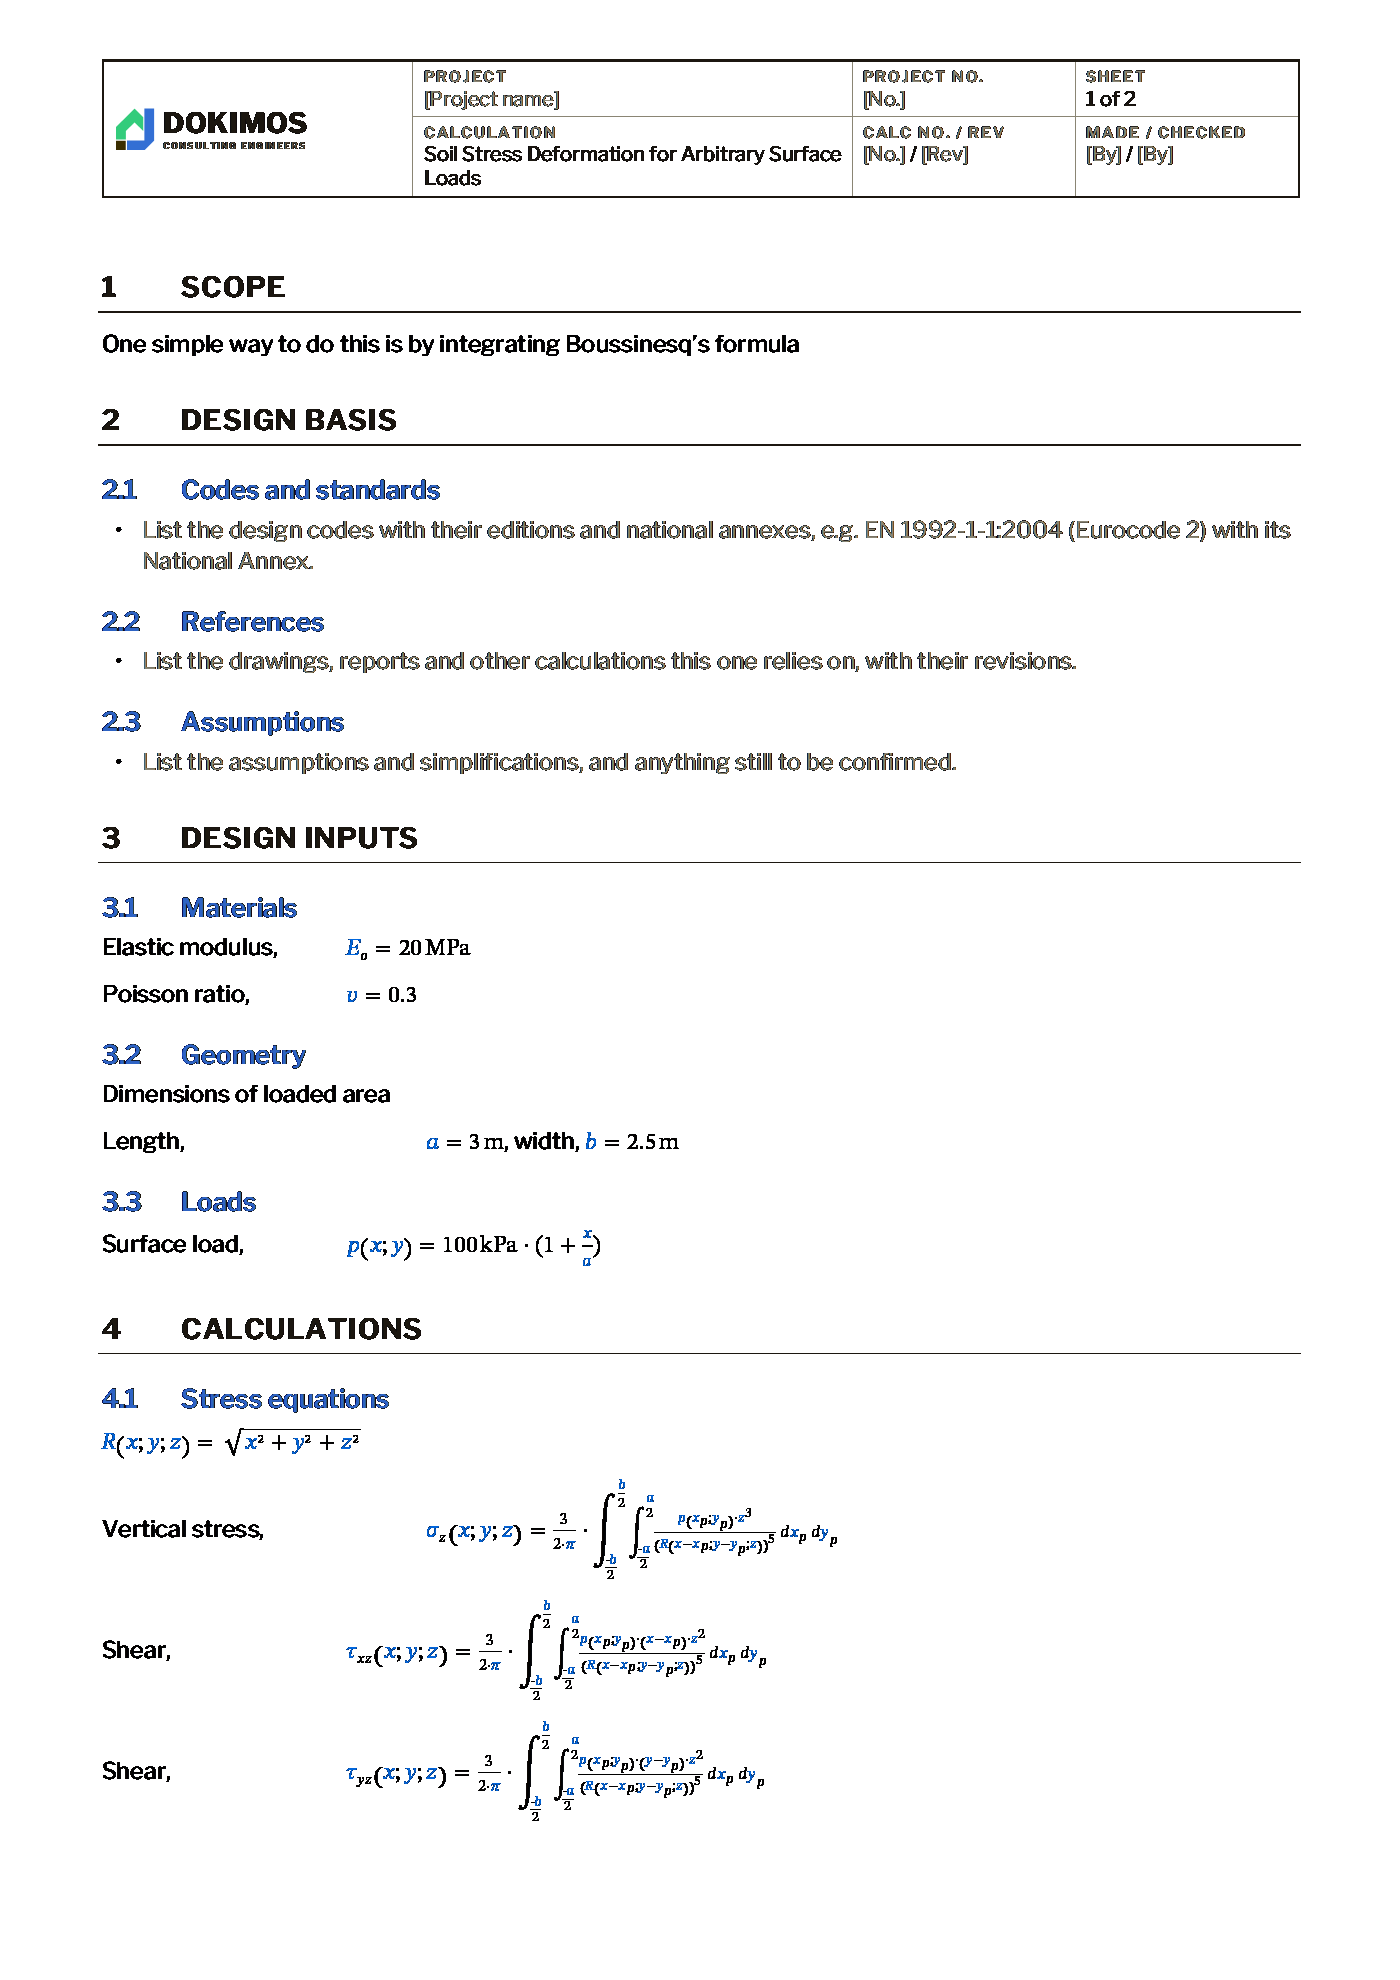 DOKIMOS
CONSULTING ENGINEERS
PROJECT
[Project name]
PROJECT NO.
[No.]
SHEET
1 of 2
CALCULATION
Soil Stress Deformation for Arbitrary Surface
Loads
CALC NO. / REV
[No.] / [Rev]
MADE / CHECKED
[By] / [By]
1 SCOPE
One simple way to do this is by integrating Boussinesq's formula
2 DESIGN BASIS
2.1 Codes and standards
• List the design codes with their editions and national annexes, e.g. EN 1992-1-1:2004 (Eurocode 2) with its
National Annex.
2.2 References
• List the drawings, reports and other calculations this one relies on, with their revisions.
2.3 Assumptions
• List the assumptions and simplifications, and anything still to be confirmed.
3 DESIGN INPUTS
3.1 Materials
Elastic modulus, E_o = 20 MPa
Poisson ratio, ν = 0.3
3.2 Geometry
Dimensions of loaded area
Length, a = 3 m, width, b = 2.5 m
3.3 Loads
Surface load, p(x; y) = 100 kPa · (1 + x/a)
4 CALCULATIONS
4.1 Stress equations
R(x; y; z) = √(x² + y² + z²)
Vertical stress, σ_z(x; y; z) = 3/(2·π) · ∫_{-b/2}^{b/2} ∫_{-a/2}^{a/2} p(x_p; y_p)·z³ / (R(x−x_p; y−y_p; z))⁵ dx_p dy_p
Shear, τ_xz(x; y; z) = 3/(2·π) · ∫_{-b/2}^{b/2} ∫_{-a/2}^{a/2} p(x_p; y_p)·(x−x_p)·z² / (R(x−x_p; y−y_p; z))⁵ dx_p dy_p
Shear, τ_yz(x; y; z) = 3/(2·π) · ∫_{-b/2}^{b/2} ∫_{-a/2}^{a/2} p(x_p; y_p)·(y−y_p)·z² / (R(x−x_p; y−y_p; z))⁵ dx_p dy_p